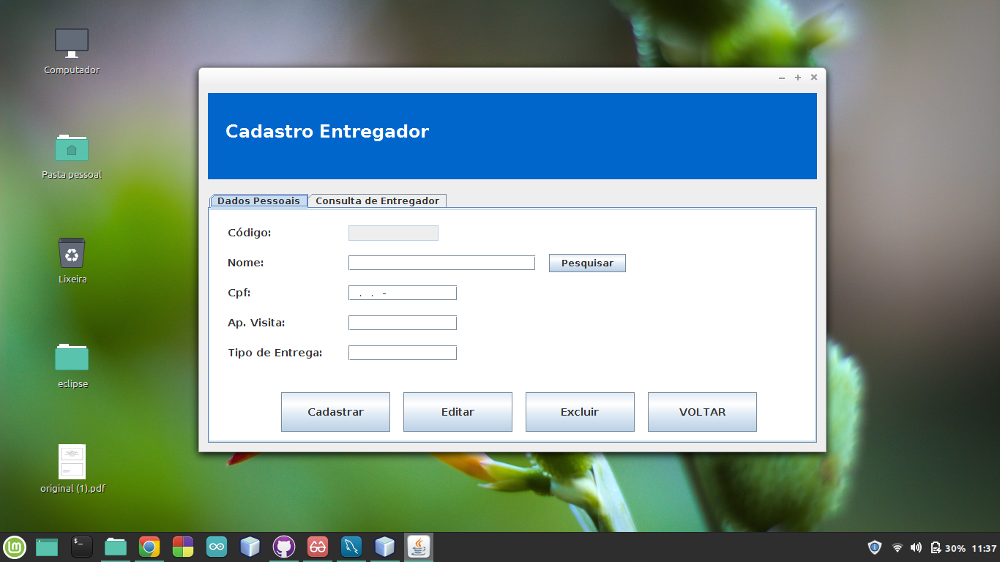 Computador
Pasta pessoal
Lixeira
eclipse
original (1).pdf
Cadastro Entregador
Dados Pessoais
Consulta de Entregador
Código:
Nome:
Pesquisar
Cpf:
. . -
Ap. Visita:
Tipo de Entrega:
Cadastrar
Editar
Excluir
VOLTAR
30%
11:37